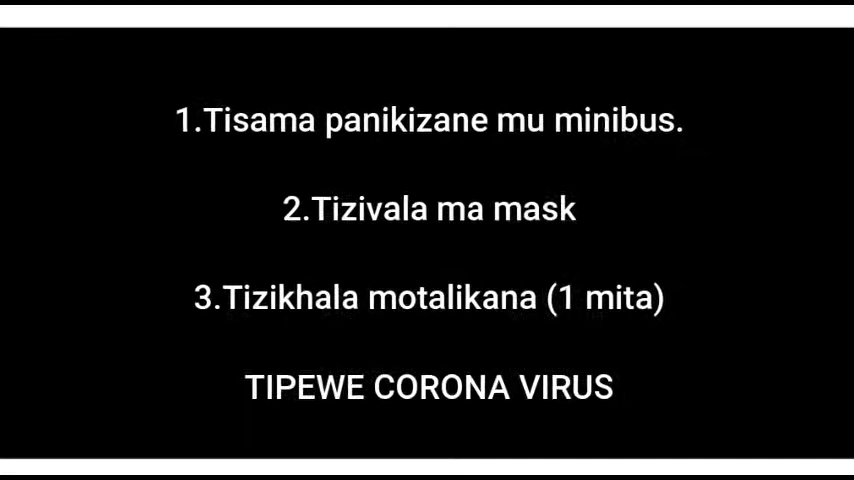 1.Tisama panikizane mu minibus.
2.Tizivala ma mask
3.Tizikhala motalikana (1 mita)
TIPEWE CORONA VIRUS